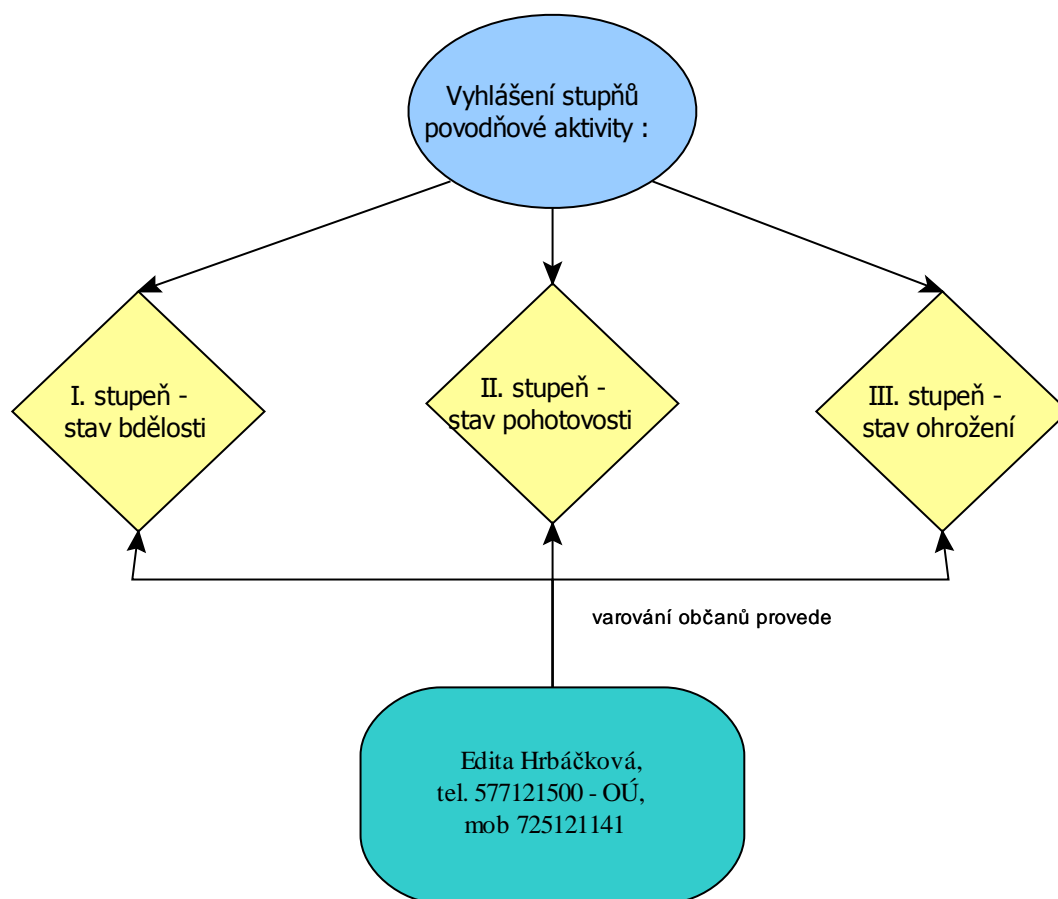 Vyhlášení stupňů
povodňové aktivity :
I. stupeň -
stav bdělosti
II. stupeň -
stav pohotovosti
III. stupeň -
stav ohrožení
varování občanů provede
Edita Hrbáčková,
tel. 577121500 - OÚ,
mob 725121141